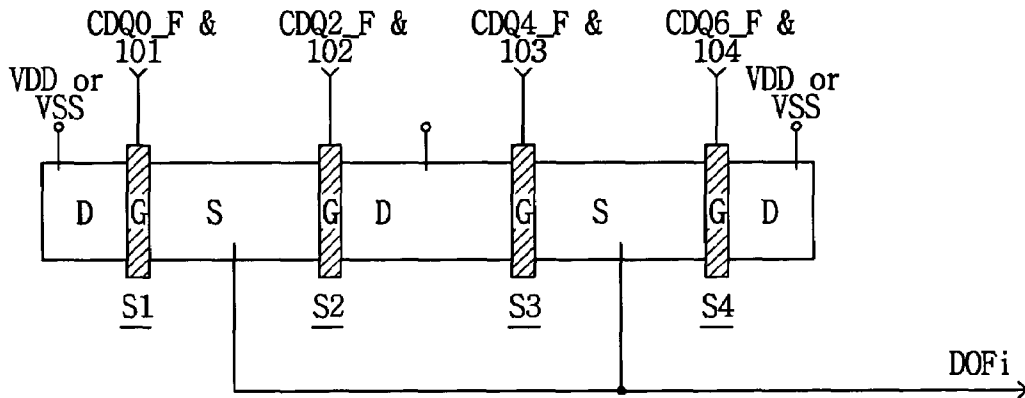 CDQ0_F &
101
CDQ2_F &
102
CDQ4_F &
103
CDQ6_F &
104
VDD or
VSS
VDD or
VSS
D G S G D G S G D
S1 S2 S3 S4
DOFi